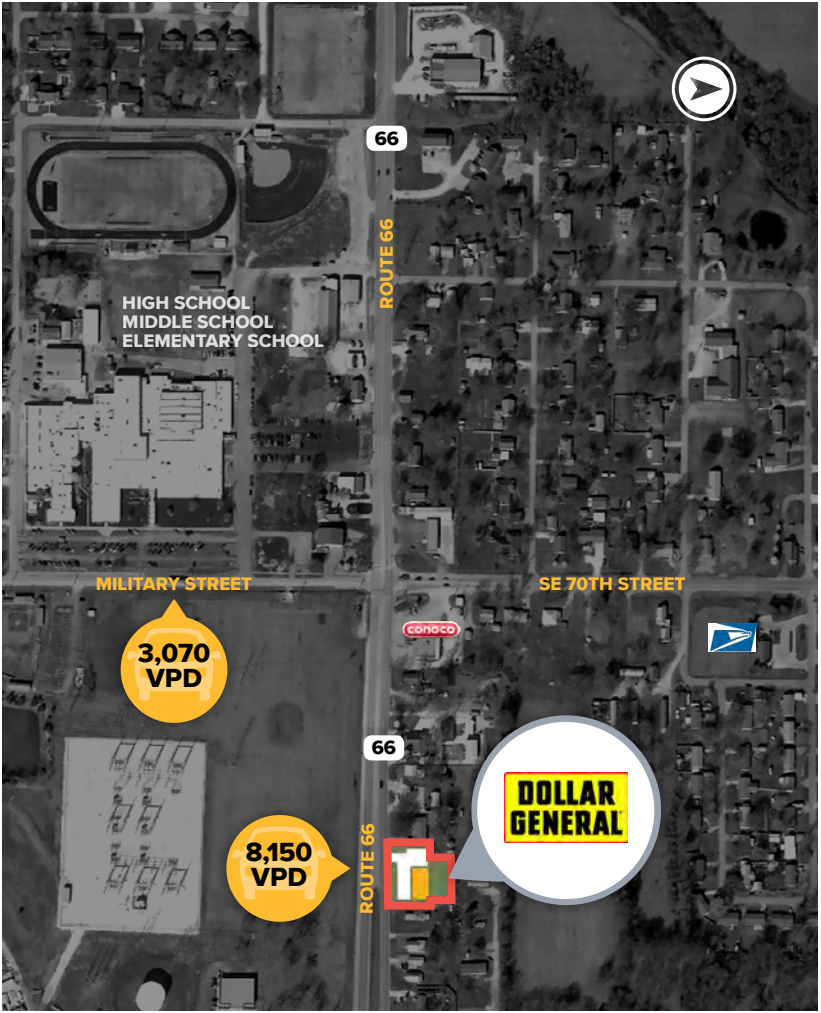 66
ROUTE 66
HIGH SCHOOL
MIDDLE SCHOOL
ELEMENTARY SCHOOL
MILITARY STREET
SE 70TH STREET
conoco
3,070
VPD
66
DOLLAR
GENERAL
8,150
VPD
ROUTE 66